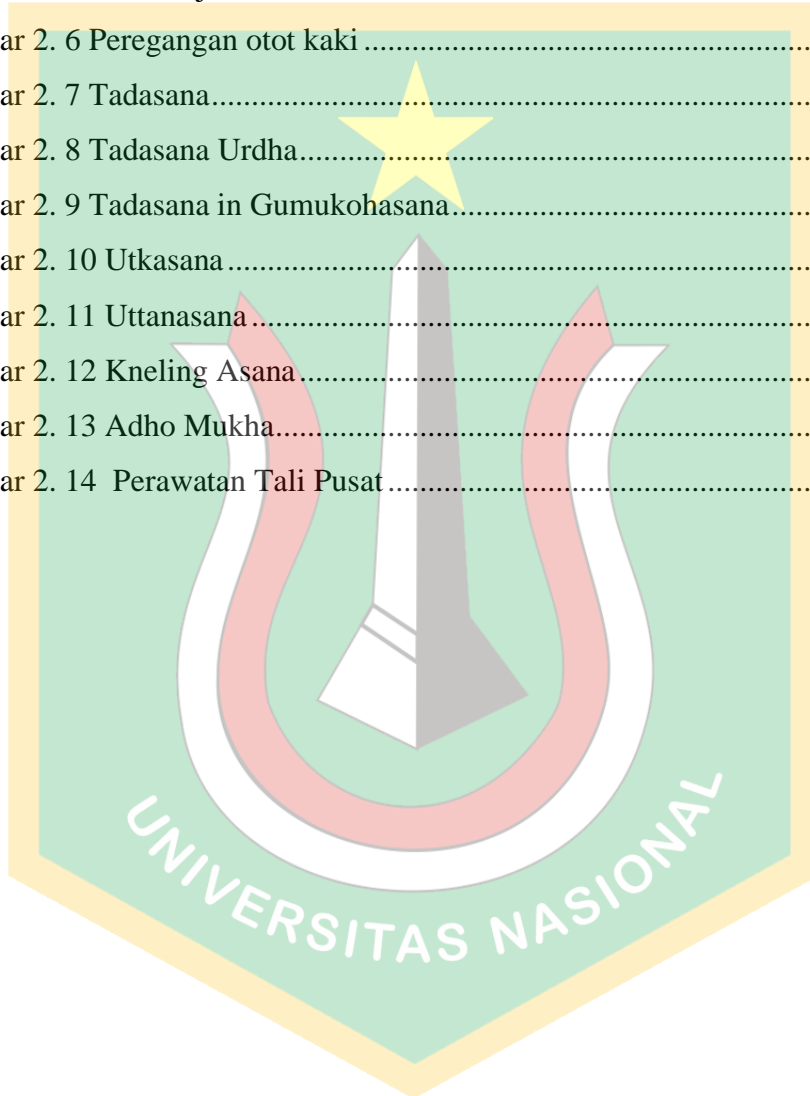 ar 2. 6 Peregangan otot kaki ....................................................................
ar 2. 7 Tadasana....................................................................
ar 2. 8 Tadasana Urdha....................................................................
ar 2. 9 Tadasana in Gumukohasana....................................................................
ar 2. 10 Utkasana ....................................................................
ar 2. 11 Uttanasana ....................................................................
ar 2. 12 Kneling Asana....................................................................
ar 2. 13 Adho Mukha....................................................................
ar 2. 14  Perawatan Tali Pusat ....................................................................
UNIVERSITAS NASIONAL